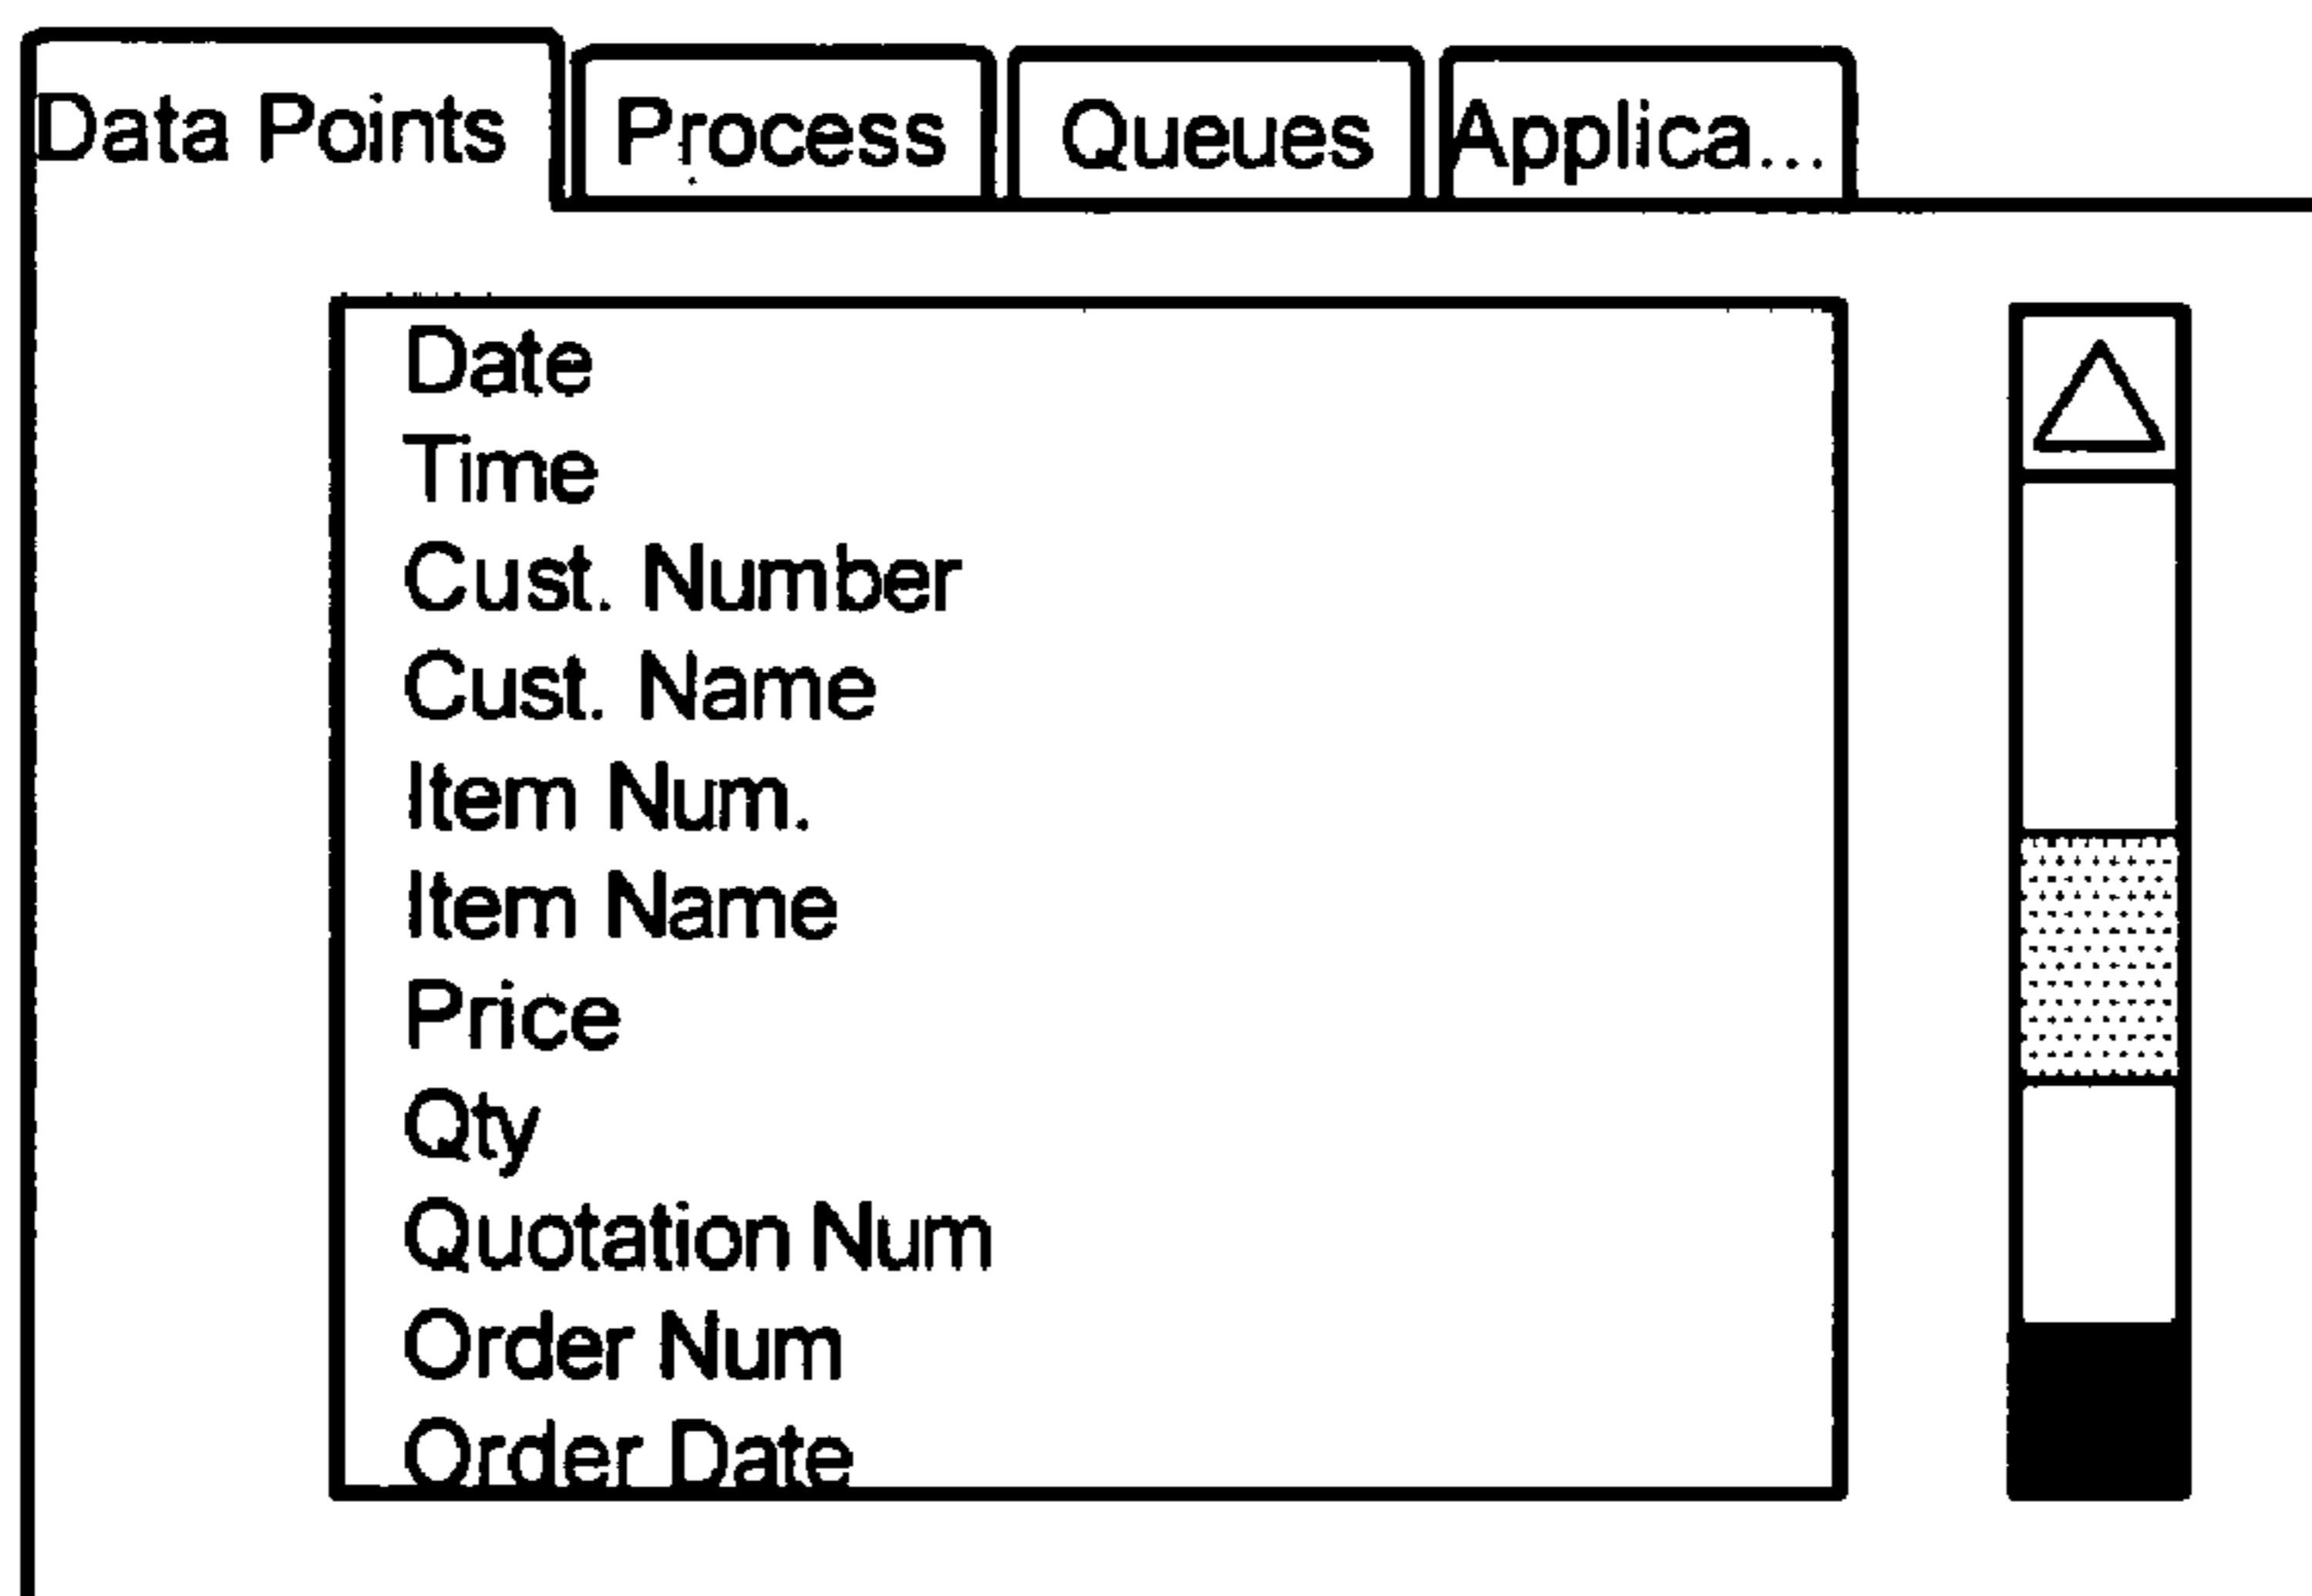 Data Points Process Queues Applica...
Date
Time
Cust. Number
Cust. Name
Item Num.
Item Name
Price
Qty
Quotation Num
Order Num
Order Date